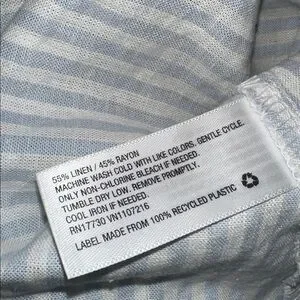 55% LINEN / 45% RAYON
MACHINE WASH COLD WITH LIKE COLORS, GENTLE CYCLE.
ONLY NON-CHLORINE BLEACH IF NEEDED.
TUMBLE DRY LOW. REMOVE PROMPTLY.
COOL IRON IF NEEDED.
RN17730 VN1107216
LABEL MADE FROM 100% RECYCLED PLASTIC